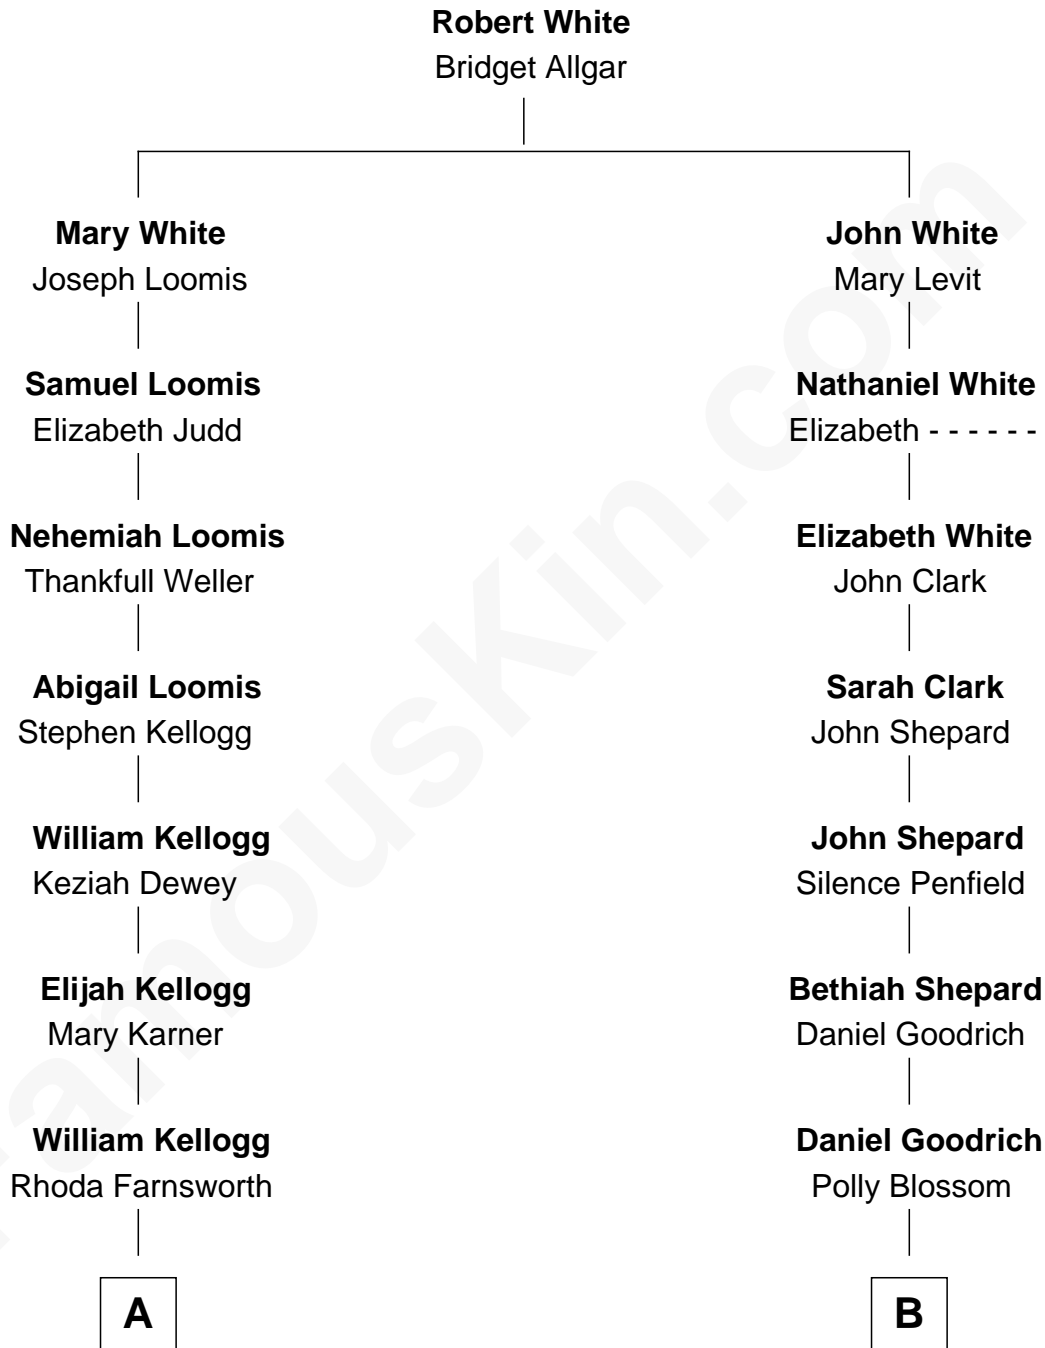 Robert White
Bridget Allgar
Mary White
Joseph Loomis
John White
Mary Levit
Samuel Loomis
Elizabeth Judd
Nathaniel White
Elizabeth - - - - - -
Nehemiah Loomis
Thankfull Weller
Elizabeth White
John Clark
Abigail Loomis
Stephen Kellogg
Sarah Clark
John Shepard
William Kellogg
Keziah Dewey
John Shepard
Silence Penfield
Elijah Kellogg
Mary Karner
Bethiah Shepard
Daniel Goodrich
William Kellogg
Rhoda Farnsworth
Daniel Goodrich
Polly Blossom
A
B
FamousKin.com